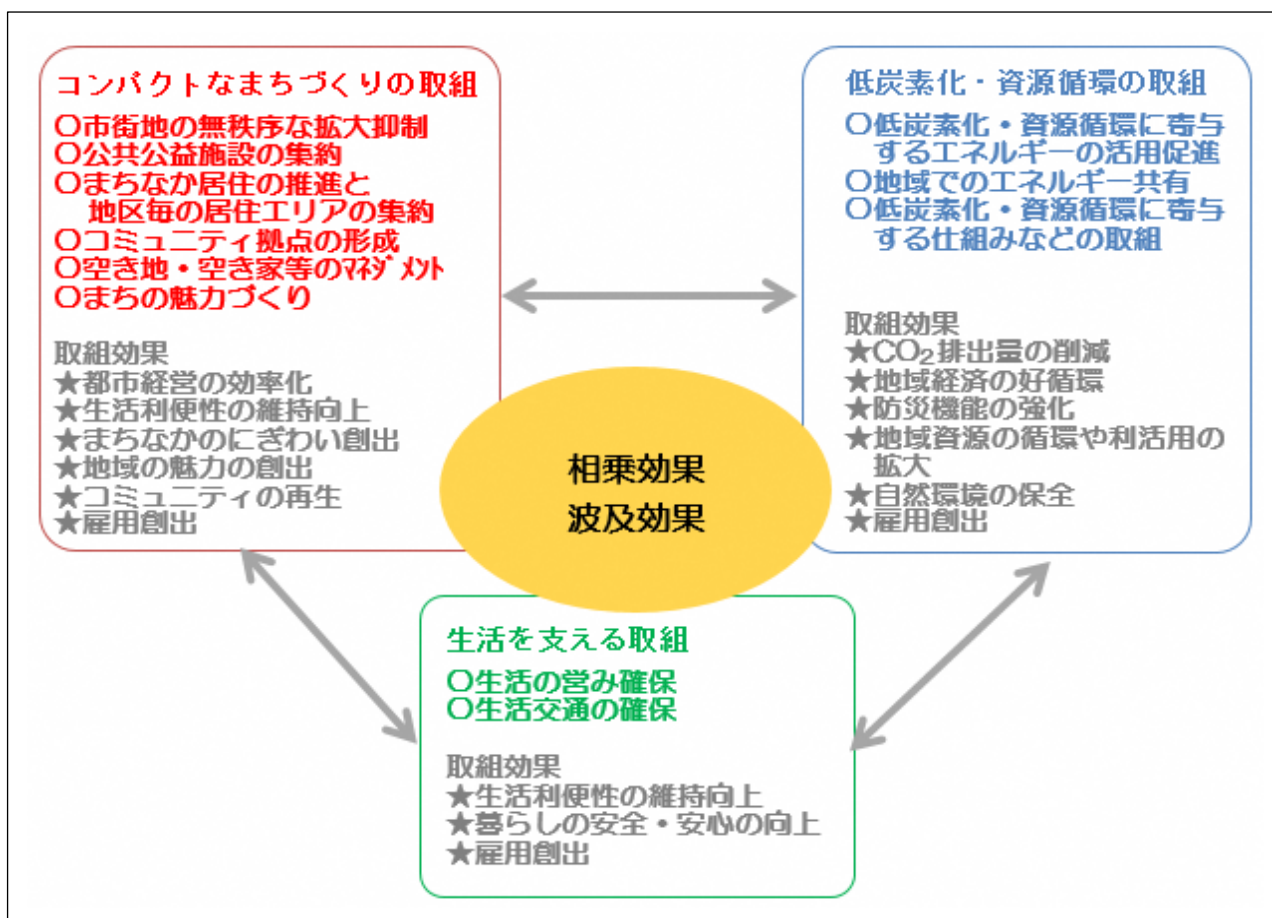 コンパクトなまちづくりの取組
〇市街地の無秩序な拡大抑制
〇公共公益施設の集約
〇まちなか居住の推進と
地区毎の居住エリアの集約
〇コミュニティ拠点の形成
〇空き地・空き家等のﾏﾈｼﾞﾒﾝﾄ
〇まちの魅力づくり
取組効果
★都市経営の効率化
★生活利便性の維持向上
★まちなかのにぎわい創出
★地域の魅力の創出
★コミュニティの再生
★雇用創出
低炭素化・資源循環の取組
〇低炭素化・資源循環に寄与
するエネルギーの活用促進
〇地域でのエネルギー共有
〇低炭素化・資源循環に寄与
する仕組みなどの取組
取組効果
★CO₂排出量の削減
★地域経済の好循環
★防災機能の強化
★地域資源の循環や利活用の
拡大
★自然環境の保全
★雇用創出
相乗効果
波及効果
生活を支える取組
〇生活の営み確保
〇生活交通の確保
取組効果
★生活利便性の維持向上
★暮らしの安全・安心の向上
★雇用創出